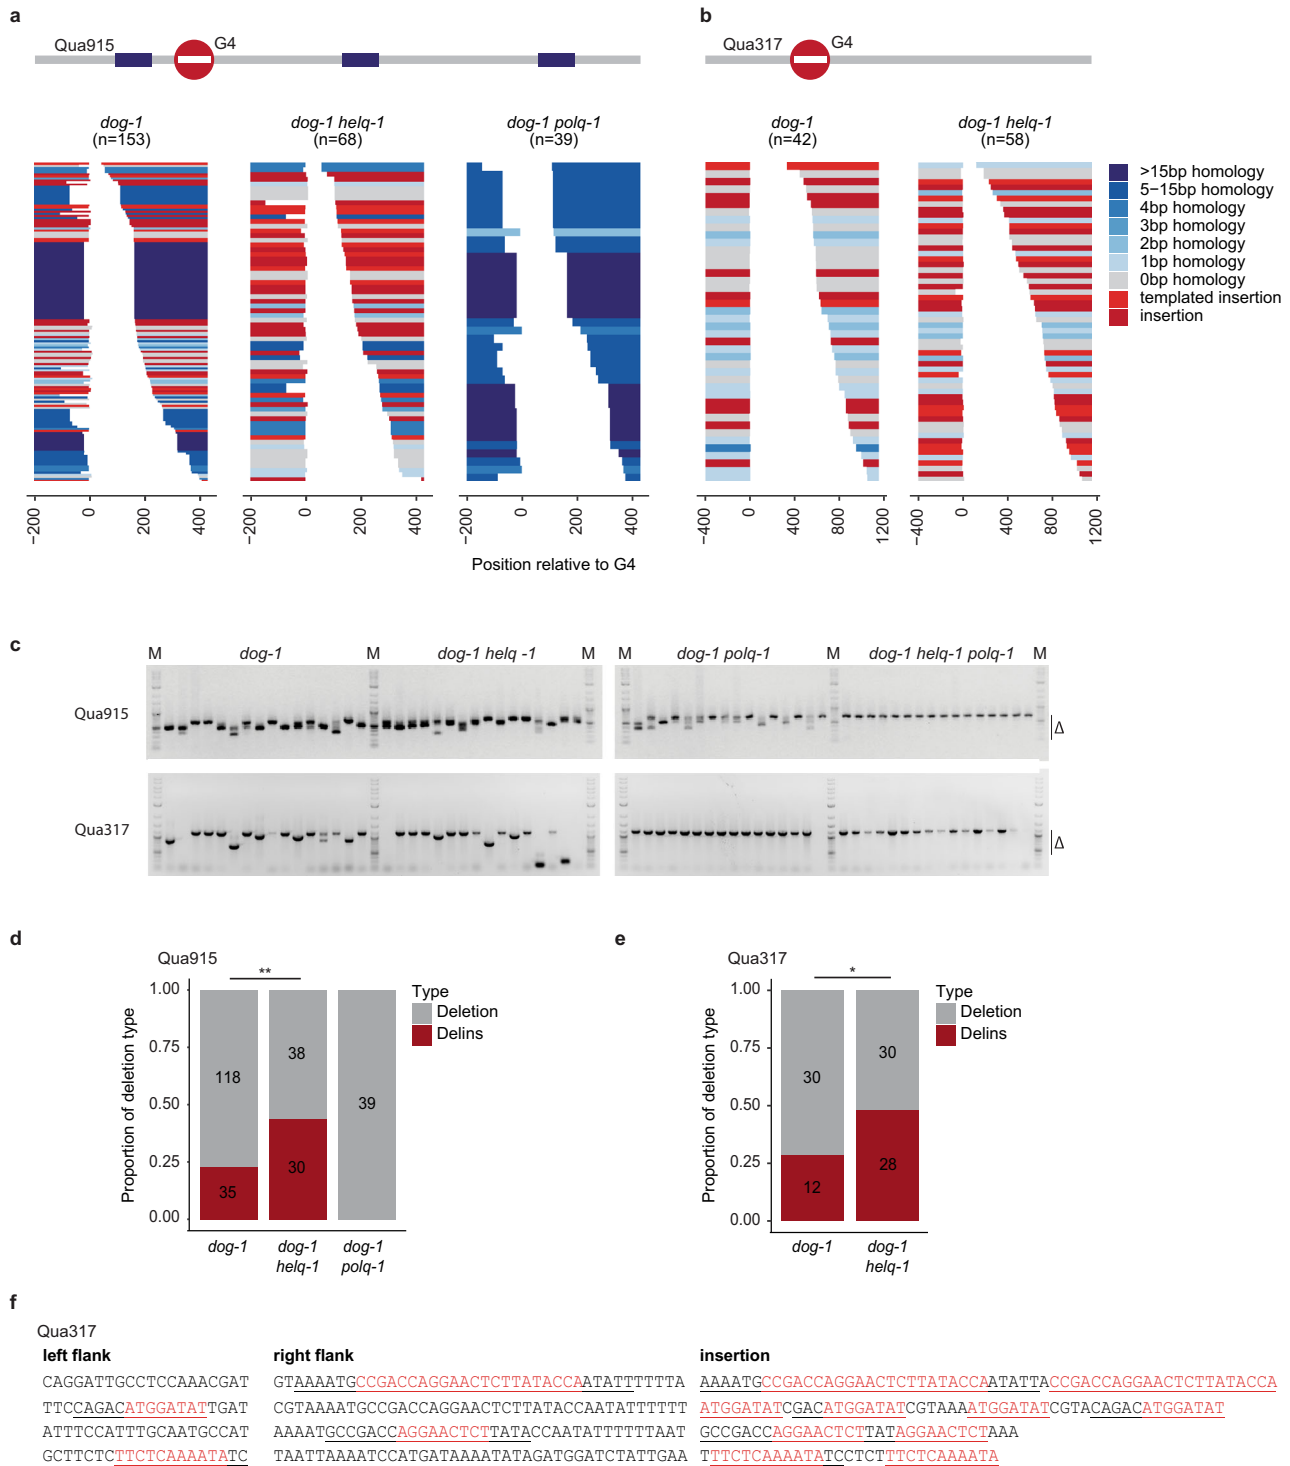 a
Qua915
G4
dog-1
(n=153)
dog-1 helq-1
(n=68)
dog-1 polq-1
(n=39)
−200
0
200
400
−200
0
200
400
−200
0
200
400
Position relative to G4
b
Qua317
G4
dog-1
(n=42)
dog-1 helq-1
(n=58)
−400
0
400
800
1200
−400
0
400
800
1200
>15bp homology
5−15bp homology
4bp homology
3bp homology
2bp homology
1bp homology
0bp homology
templated insertion
insertion
c
M dog-1 M dog-1 helq -1 M M dog-1 polq-1 M dog-1 helq-1 polq-1 M
Qua915
Δ
Qua317
Δ
d
Qua915
**
Proportion of deletion type
1.00
0.75
0.50
0.25
0.00
118
35
38
30
39
dog-1
dog-1
helq-1
dog-1
polq-1
Type
Deletion
Delins
e
Qua317
*
Proportion of deletion type
1.00
0.75
0.50
0.25
0.00
30
12
30
28
dog-1
dog-1
helq-1
Type
Deletion
Delins
f
Qua317
left flank right flank insertion
CAGGATTGCCTCCAAACGAT GTAAAATGCCGACCAGGAACTCTTATACCAATATTTTTTA AAAATGCCGACCAGGAACTCTTATACCAATATTACCGACCAGGAACTCTTATACCA
TTCCAGACATGGATATTGAT CGTAAAATGCCGACCAGGAACTCTTATACCAATATTTTTT ATGGATATCGACATGGATATCGTAAAATGGATATCGTACAGACATGGATAT
ATTTCCATTTGCAATGCCAT AAAATGCCGACCAGGAACTCTTATACCAATATTTTTTAAT GCCGACCAGGAACTCTTATAGGAACTCTAAA
GCTTCTCTTCTCAAAATATC TAATTAAAATCCATGATAAAATATAGATGGATCTATTGAA TTTCTCAAAATATCCTCTTTCTCAAAATA